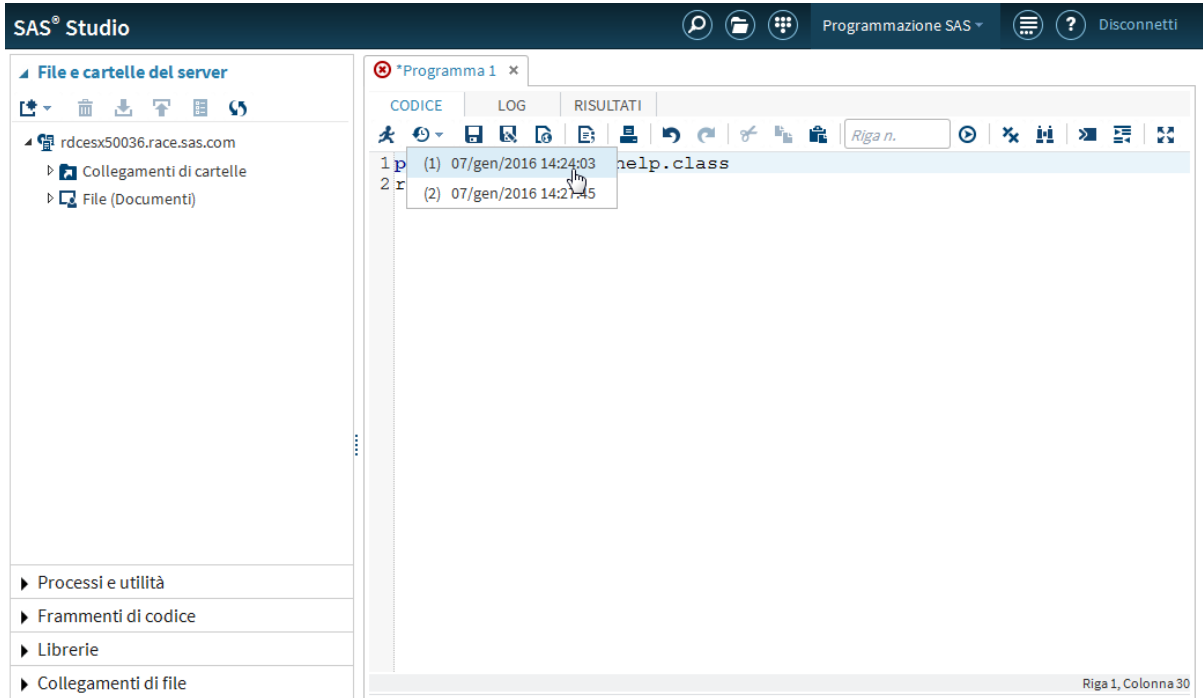 SAS® Studio
Programmazione SAS
Disconnetti
File e cartelle del server
rdcesx50036.race.sas.com
Collegamenti di cartelle
File (Documenti)
Processi e utilità
Frammenti di codice
Librerie
Collegamenti di file
*Programma 1
CODICE LOG RISULTATI
Riga n.
1 p help.class
(1) 07/gen/2016 14:24:03
2 r
(2) 07/gen/2016 14:27:45
Riga 1, Colonna 30